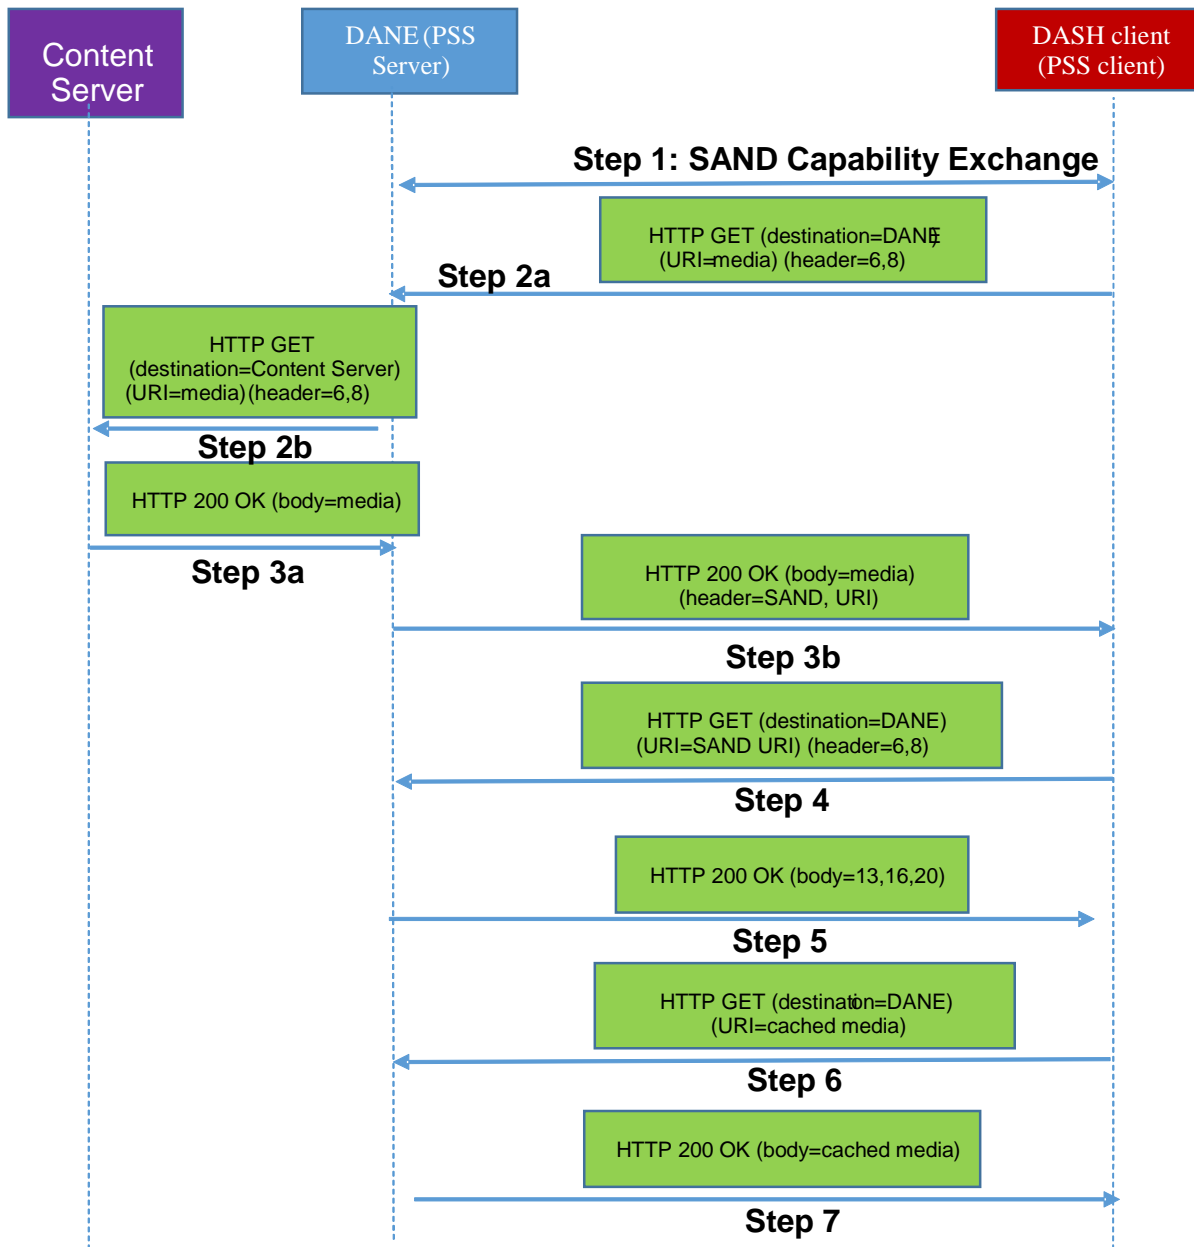 Content
Server
DANE (PSS
Server)
DASH client
(PSS client)
Step 1: SAND Capability Exchange
HTTP GET (destination=DANE)
(URI=media) (header=6,8)
Step 2a
HTTP GET
(destination=Content Server)
(URI=media) (header=6,8)
Step 2b
HTTP 200 OK (body=media)
Step 3a
HTTP 200 OK (body=media)
(header=SAND, URI)
Step 3b
HTTP GET (destination=DANE)
(URI=SAND URI) (header=6,8)
Step 4
HTTP 200 OK (body=13,16,20)
Step 5
HTTP GET (destination=DANE)
(URI=cached media)
Step 6
HTTP 200 OK (body=cached media)
Step 7